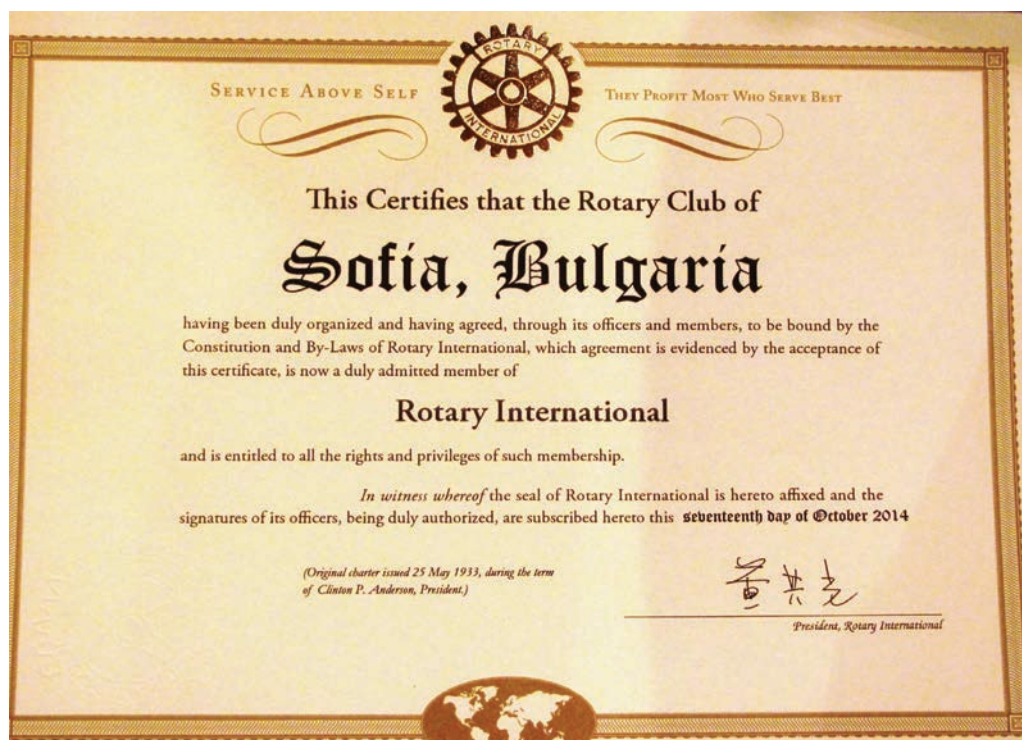 ROTARY
INTERNATIONAL
SERVICE ABOVE SELF
THEY PROFIT MOST WHO SERVE BEST
This Certifies that the Rotary Club of
Sofia, Bulgaria
having been duly organized and having agreed, through its officers and members, to be bound by the
Constitution and By-Laws of Rotary International, which agreement is evidenced by the acceptance of
this certificate, is now a duly admitted member of
Rotary International
and is entitled to all the rights and privileges of such membership.
In witness whereof the seal of Rotary International is hereto affixed and the
signatures of its officers, being duly authorized, are subscribed hereto this seventeenth day of October 2014
(Original charter issued 25 May 1933, during the term
of Clinton P. Anderson, President.)
President, Rotary International